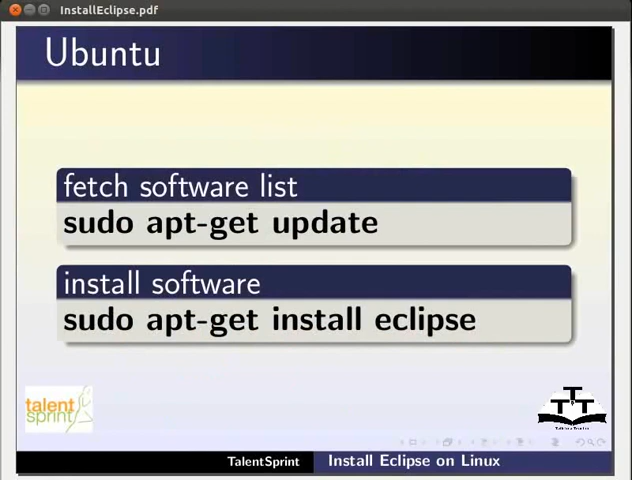 InstallEclipse.pdf
Ubuntu
fetch software list
sudo apt-get update
install software
sudo apt-get install eclipse
talent
sprint
TTT
TalentSprint
Install Eclipse on Linux